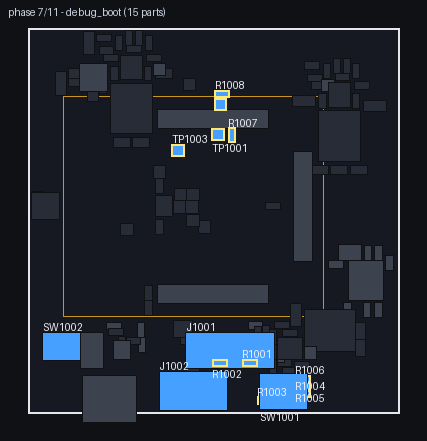 phase 7/11 - debug_boot (15 parts)
R1008
R1007
TP1003
TP1001
SW1002
J1001
R1001
J1002
R1002
R1006
R1003
R1004
R1005
SW1001